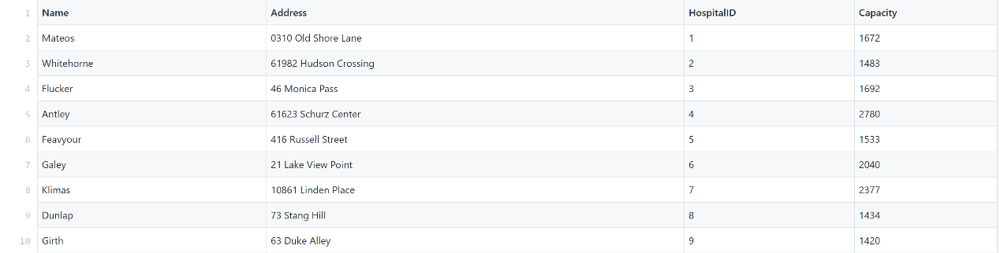 1 Name Address HospitalID Capacity
2 Mateos 0310 Old Shore Lane 1 1672
3 Whitehorne 61982 Hudson Crossing 2 1483
4 Flucker 46 Monica Pass 3 1692
5 Antley 61623 Schurz Center 4 2780
6 Feavyour 416 Russell Street 5 1533
7 Galey 21 Lake View Point 6 2040
8 Klimas 10861 Linden Place 7 2377
9 Dunlap 73 Stang Hill 8 1434
10 Girth 63 Duke Alley 9 1420